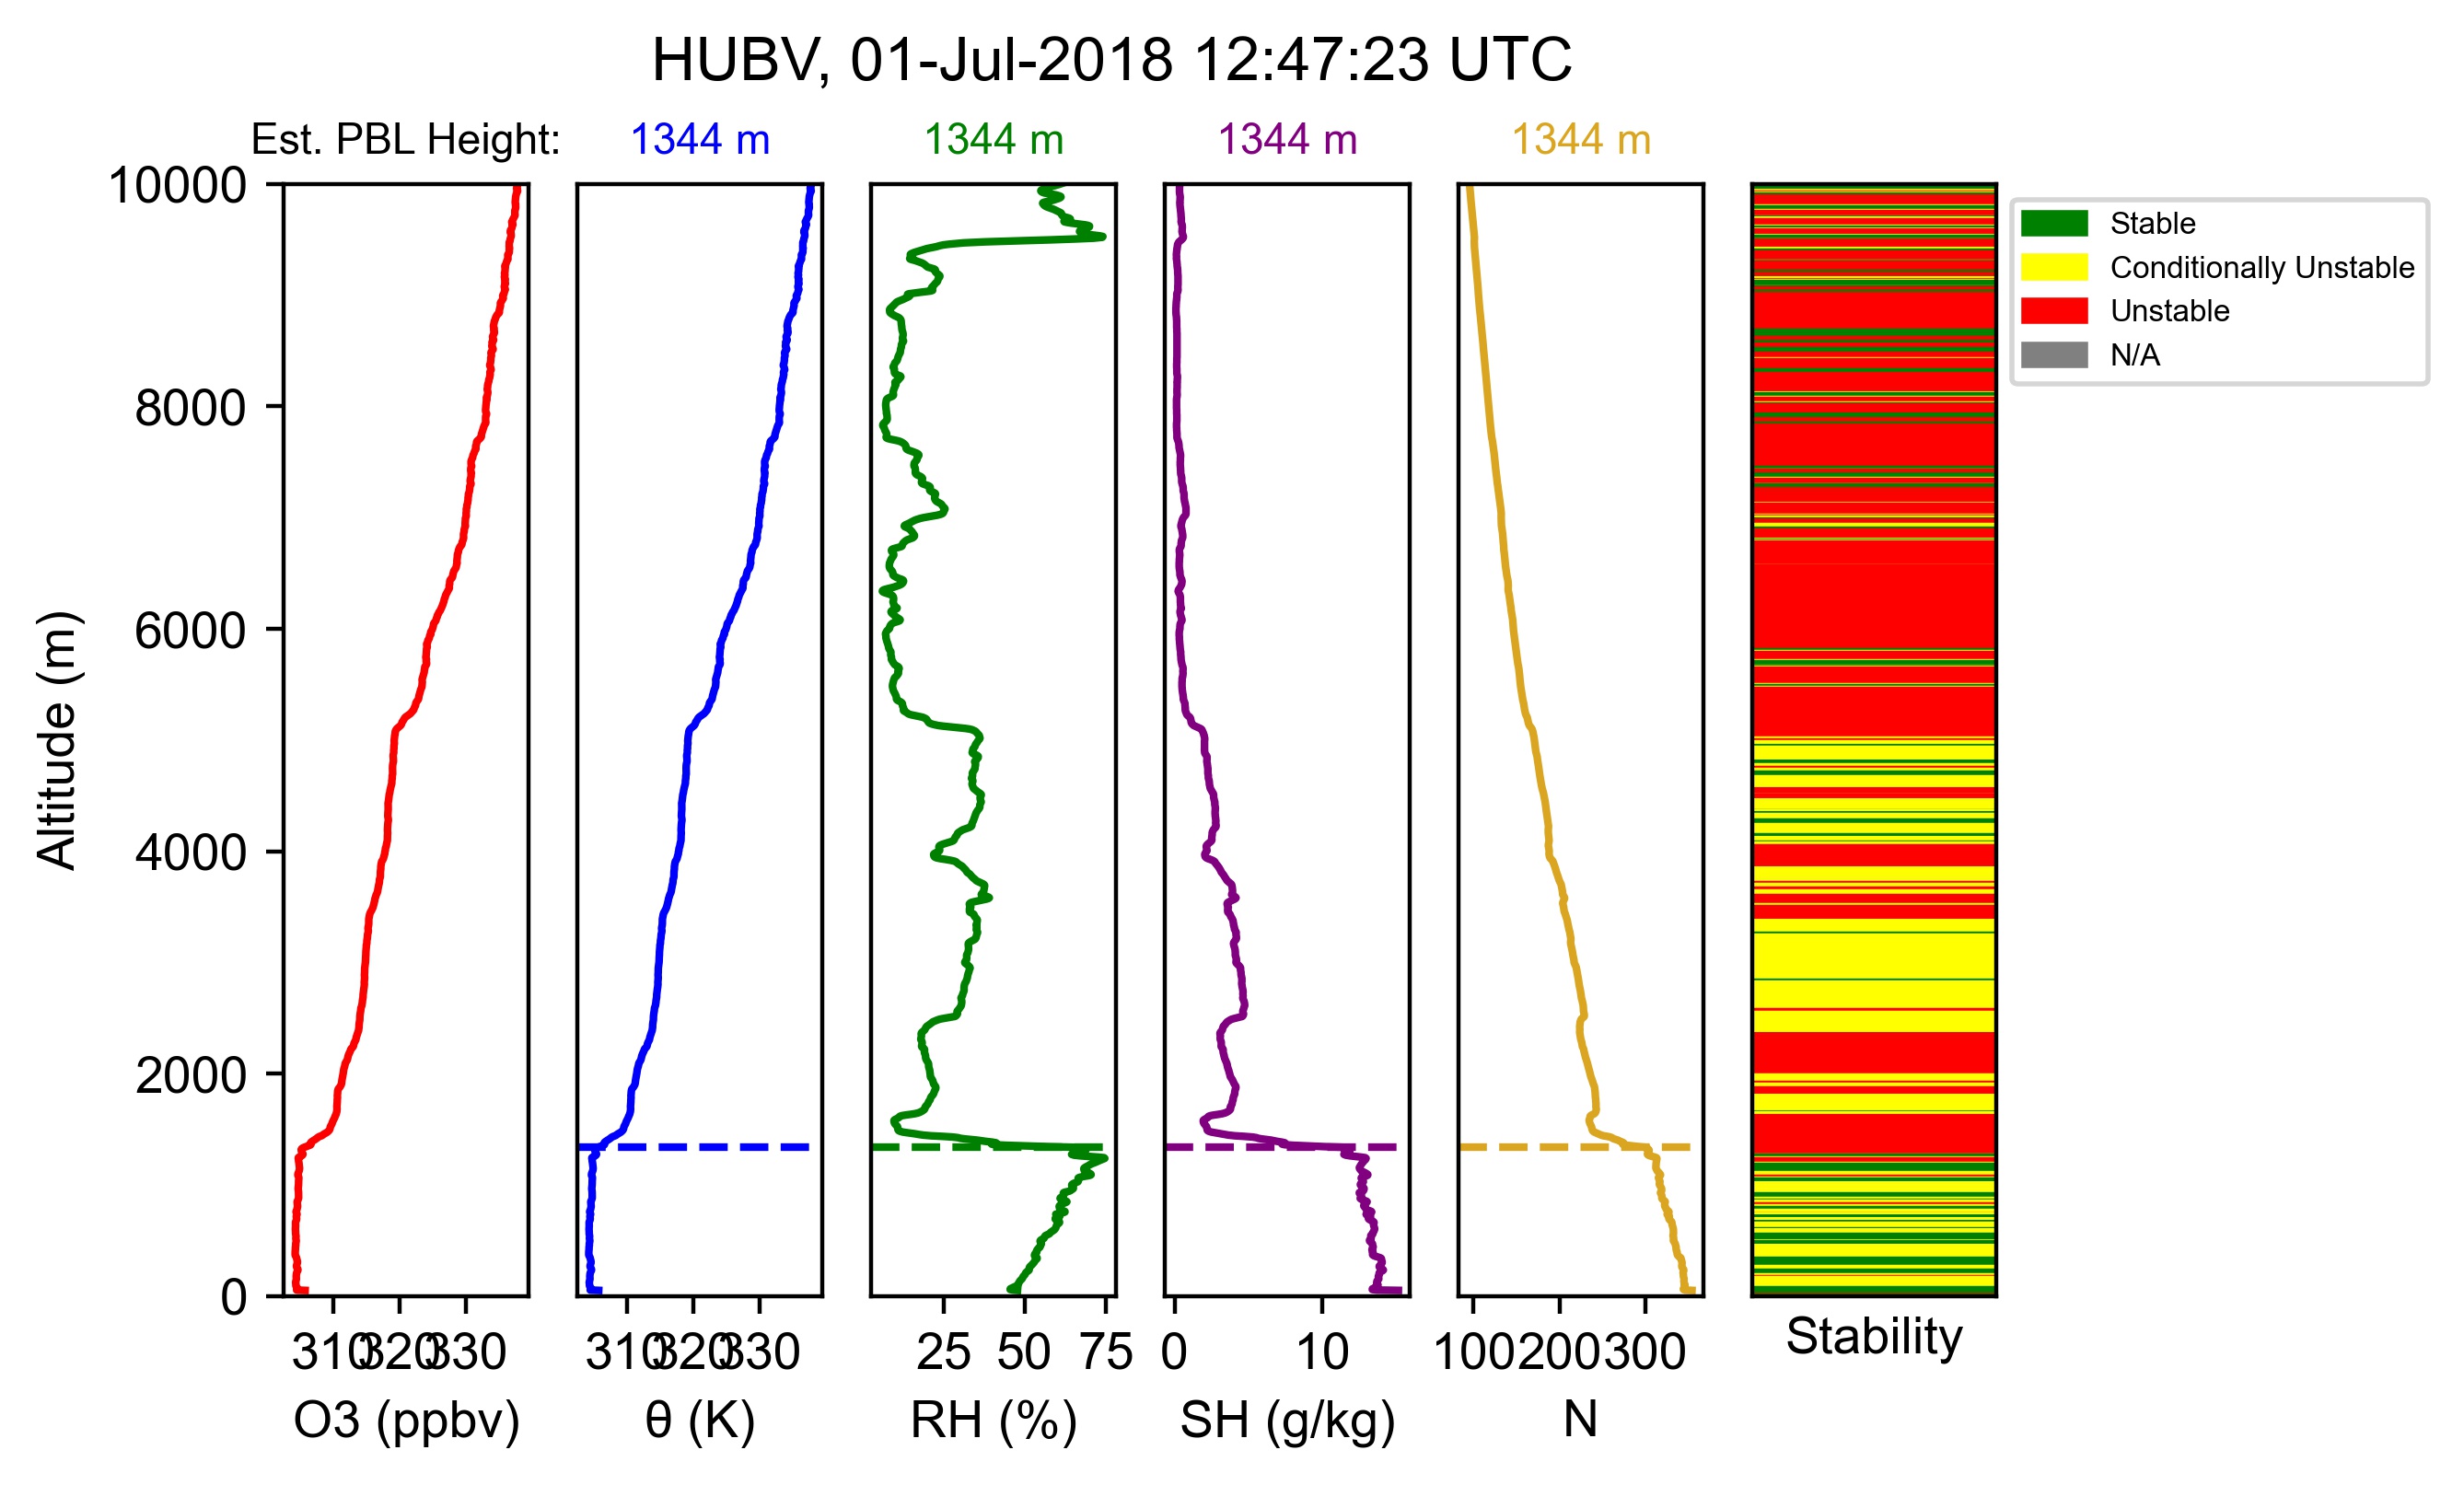 HUBV, 01-Jul-2018 12:47:23 UTC
Est. PBL Height: 1344 m 1344 m 1344 m 1344 m
10000
8000
6000
4000
2000
0
Altitude (m)
Stable
Conditionally Unstable
Unstable
N/A
310 320 330 310 320 330 25 50 75 0 10 100 200 300 Stability
O3 (ppbv) θ (K) RH (%) SH (g/kg) N